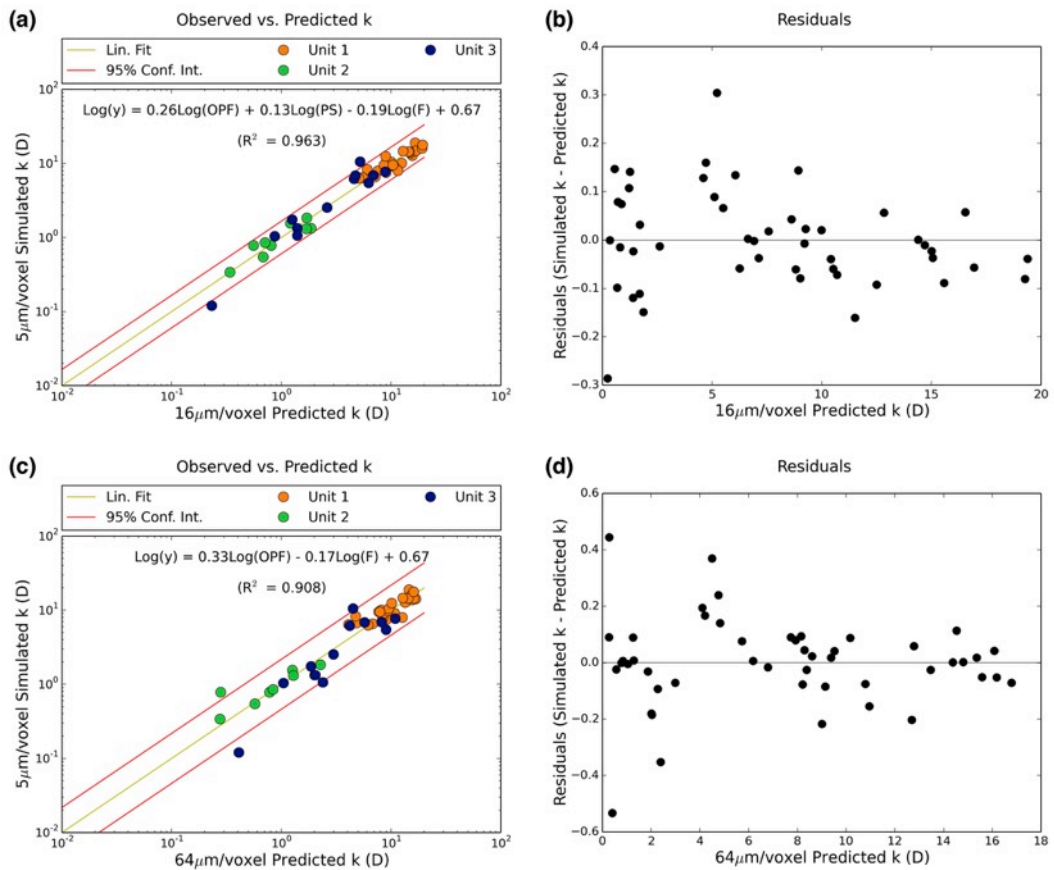 (a)
Observed vs. Predicted k
Lin. Fit
95% Conf. Int.
Unit 1
Unit 2
Unit 3
Log(y) = 0.26Log(OPF) + 0.13Log(PS) - 0.19Log(F) + 0.67
(R² = 0.963)
10²
10¹
10⁰
10⁻¹
10⁻²
5μm/voxel Simulated k (D)
10⁻² 10⁻¹ 10⁰ 10¹ 10²
16μm/voxel Predicted k (D)
(b)
Residuals
0.4
0.3
0.2
0.1
0.0
−0.1
−0.2
−0.3
Residuals (Simulated k - Predicted k)
0 5 10 15 20
16μm/voxel Predicted k (D)
(c)
Observed vs. Predicted k
Lin. Fit
95% Conf. Int.
Unit 1
Unit 2
Unit 3
Log(y) = 0.33Log(OPF) - 0.17Log(F) + 0.67
(R² = 0.908)
10²
10¹
10⁰
10⁻¹
10⁻²
5μm/voxel Simulated k (D)
10⁻² 10⁻¹ 10⁰ 10¹ 10²
64μm/voxel Predicted k (D)
(d)
Residuals
0.6
0.4
0.2
0.0
−0.2
−0.4
−0.6
Residuals (Simulated k - Predicted k)
0 2 4 6 8 10 12 14 16 18
64μm/voxel Predicted k (D)